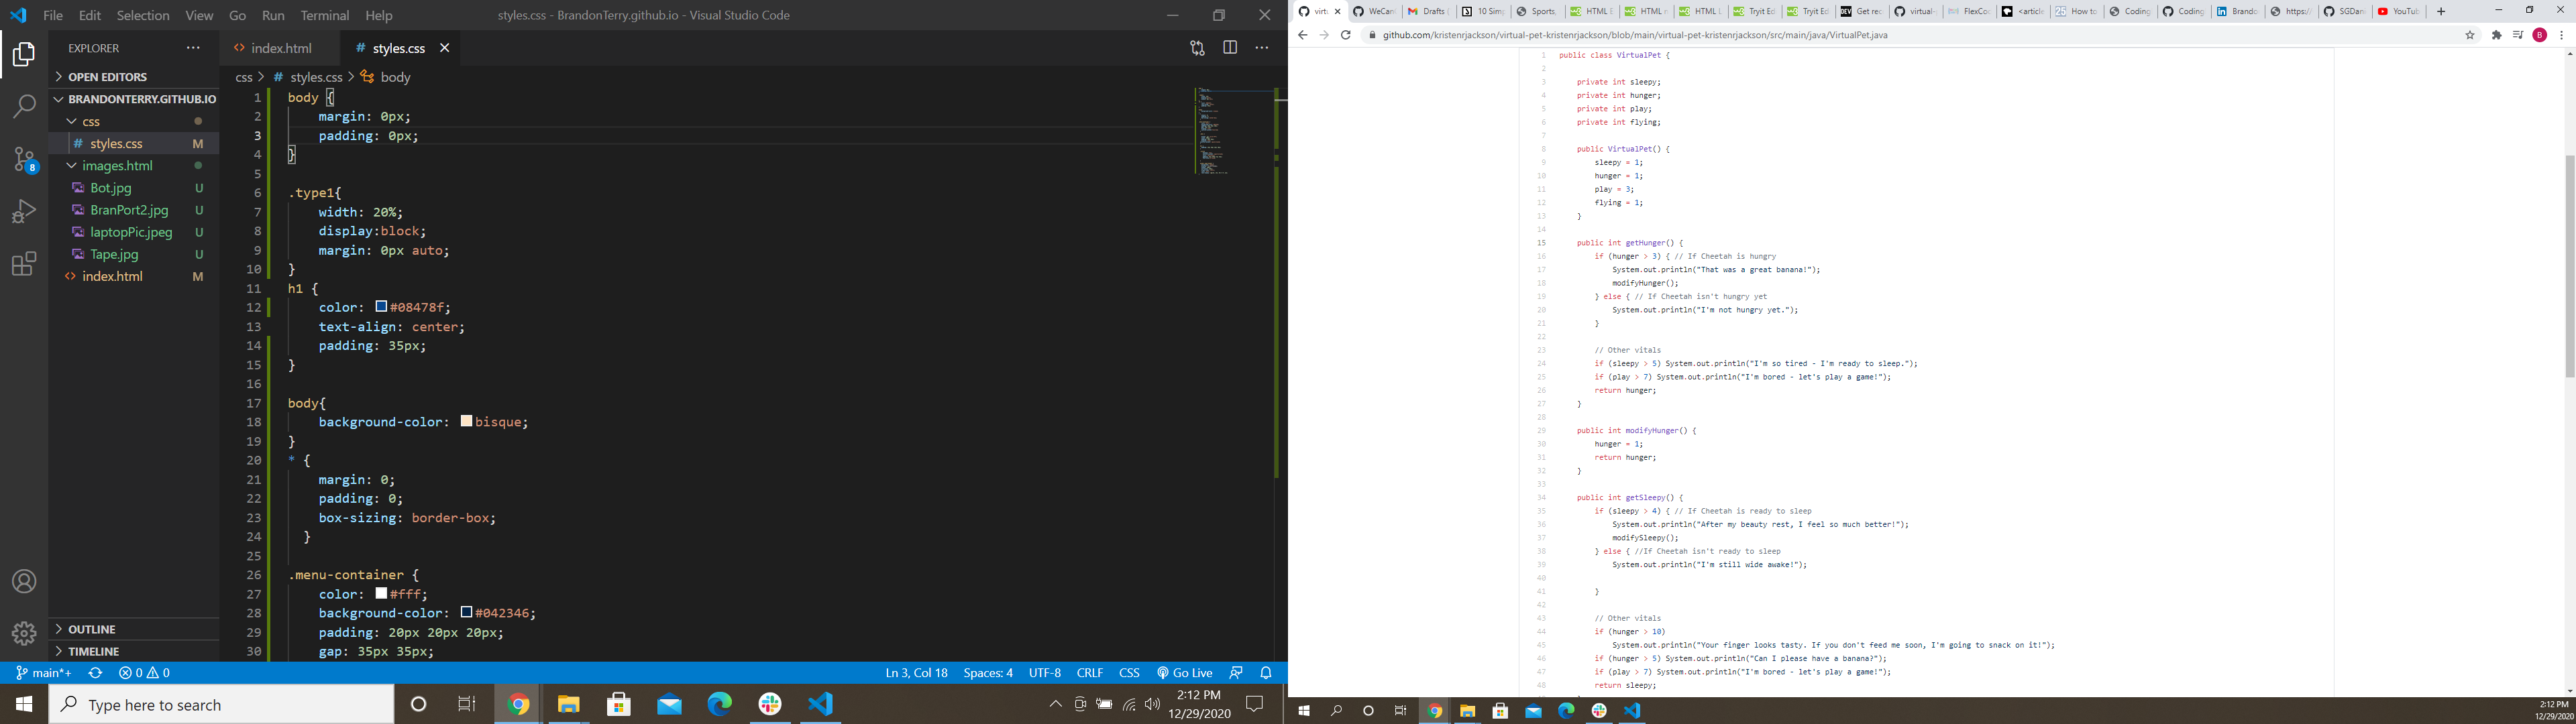 File Edit Selection View Go Run Terminal Help
styles.css - BrandonTerry.github.io - Visual Studio Code
EXPLORER
OPEN EDITORS
BRANDONTERRY.GITHUB.IO
css
# styles.css M
images.html
Bot.jpg U
BranPort2.jpg U
laptopPic.jpeg U
Tape.jpg U
<> index.html M
OUTLINE
TIMELINE
8
<> index.html
# styles.css
css > # styles.css > body
1 body {
2 margin: 0px;
3 padding: 0px;
4 }
5
6 .type1{
7 width: 20%;
8 display:block;
9 margin: 0px auto;
10 }
11 h1 {
12 color: #08478f;
13 text-align: center;
14 padding: 35px;
15 }
16
17 body{
18 background-color: bisque;
19 }
20 * {
21 margin: 0;
22 padding: 0;
23 box-sizing: border-box;
24 }
25
26 .menu-container {
27 color: #fff;
28 background-color: #042346;
29 padding: 20px 20px 20px;
30 gap: 35px 35px;
main*+ 0 0
Ln 3, Col 18 Spaces: 4 UTF-8 CRLF CSS Go Live
Type here to search
2:12 PM
12/29/2020
virtu WeCan Drafts ( 10 Simp Sports, HTML E HTML HTML Tryit Ed Tryit Ed Get rec virtual- FlexCod <article How to Coding Coding Brando https:/ SGDan YouTub
github.com/kristenrjackson/virtual-pet-kristenrjackson/blob/main/virtual-pet-kristenrjackson/src/main/java/VirtualPet.java
B
1 public class VirtualPet {
2
3 private int sleepy;
4 private int hunger;
5 private int play;
6 private int flying;
7
8 public VirtualPet() {
9 sleepy = 1;
10 hunger = 1;
11 play = 3;
12 flying = 1;
13 }
14
15 public int getHunger() {
16 if (hunger > 3) { // If Cheetah is hungry
17 System.out.println("That was a great banana!");
18 modifyHunger();
19 } else { // If Cheetah isn't hungry yet
20 System.out.println("I'm not hungry yet.");
21 }
22
23 // Other vitals
24 if (sleepy > 5) System.out.println("I'm so tired - I'm ready to sleep.");
25 if (play > 7) System.out.println("I'm bored - let's play a game!");
26 return hunger;
27 }
28
29 public int modifyHunger() {
30 hunger = 1;
31 return hunger;
32 }
33
34 public int getSleepy() {
35 if (sleepy > 4) { // If Cheetah is ready to sleep
36 System.out.println("After my beauty rest, I feel so much better!");
37 modifySleepy();
38 } else { //If Cheetah isn't ready to sleep
39 System.out.println("I'm still wide awake!");
40
41 }
42
43 // Other vitals
44 if (hunger > 10)
45 System.out.println("Your finger looks tasty. If you don't feed me soon, I'm going to snack on it!");
46 if (hunger > 5) System.out.println("Can I please have a banana?");
47 if (play > 7) System.out.println("I'm bored - let's play a game!");
48 return sleepy;
2:12 PM
12/29/2020